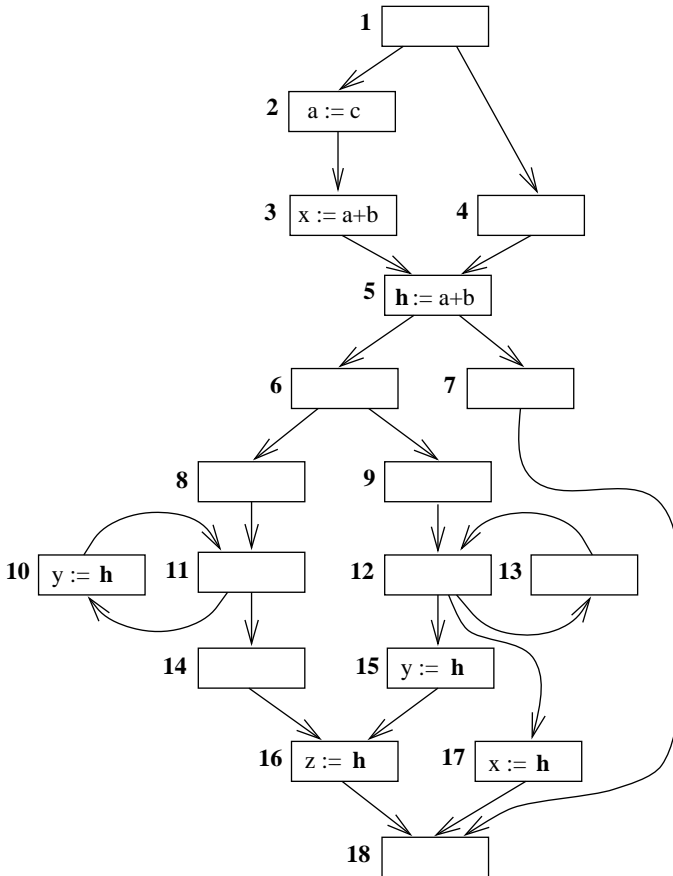 1
2 a := c
3 x := a+b 4
5 h := a+b
6 7
8 9
10 y := h 11 12 13
14 15 y := h
16 z := h 17 x := h
18